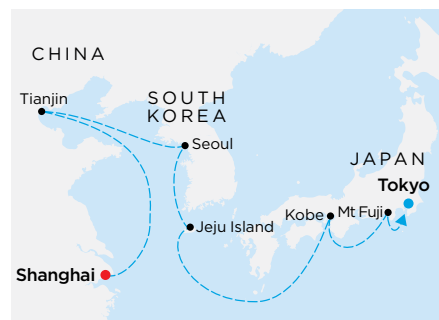 CHINA
Tianjin
SOUTH
KOREA
Seoul
JAPAN
Tokyo
Kobe
Mt Fuji
Jeju Island
Shanghai